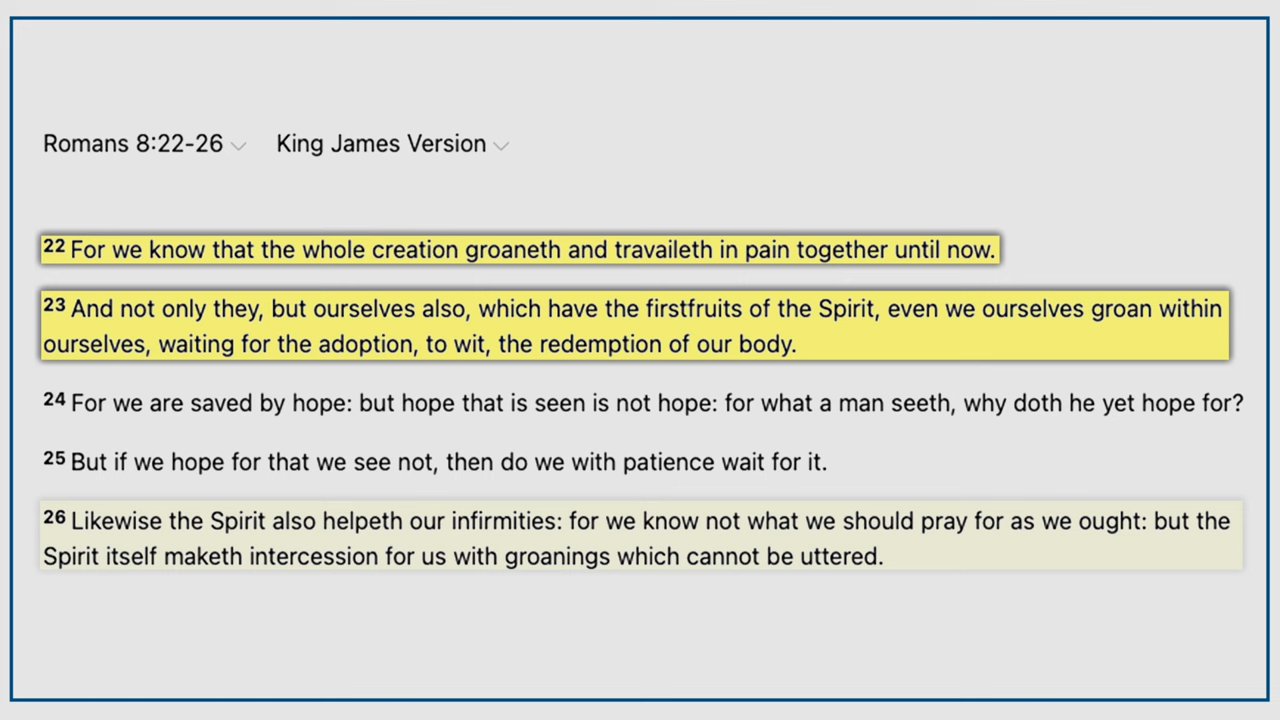 Romans 8:22-26 King James Version
22 For we know that the whole creation groaneth and travaileth in pain together until now.
23 And not only they, but ourselves also, which have the firstfruits of the Spirit, even we ourselves groan within
ourselves, waiting for the adoption, to wit, the redemption of our body.
24 For we are saved by hope: but hope that is seen is not hope: for what a man seeth, why doth he yet hope for?
25 But if we hope for that we see not, then do we with patience wait for it.
26 Likewise the Spirit also helpeth our infirmities: for we know not what we should pray for as we ought: but the
Spirit itself maketh intercession for us with groanings which cannot be uttered.